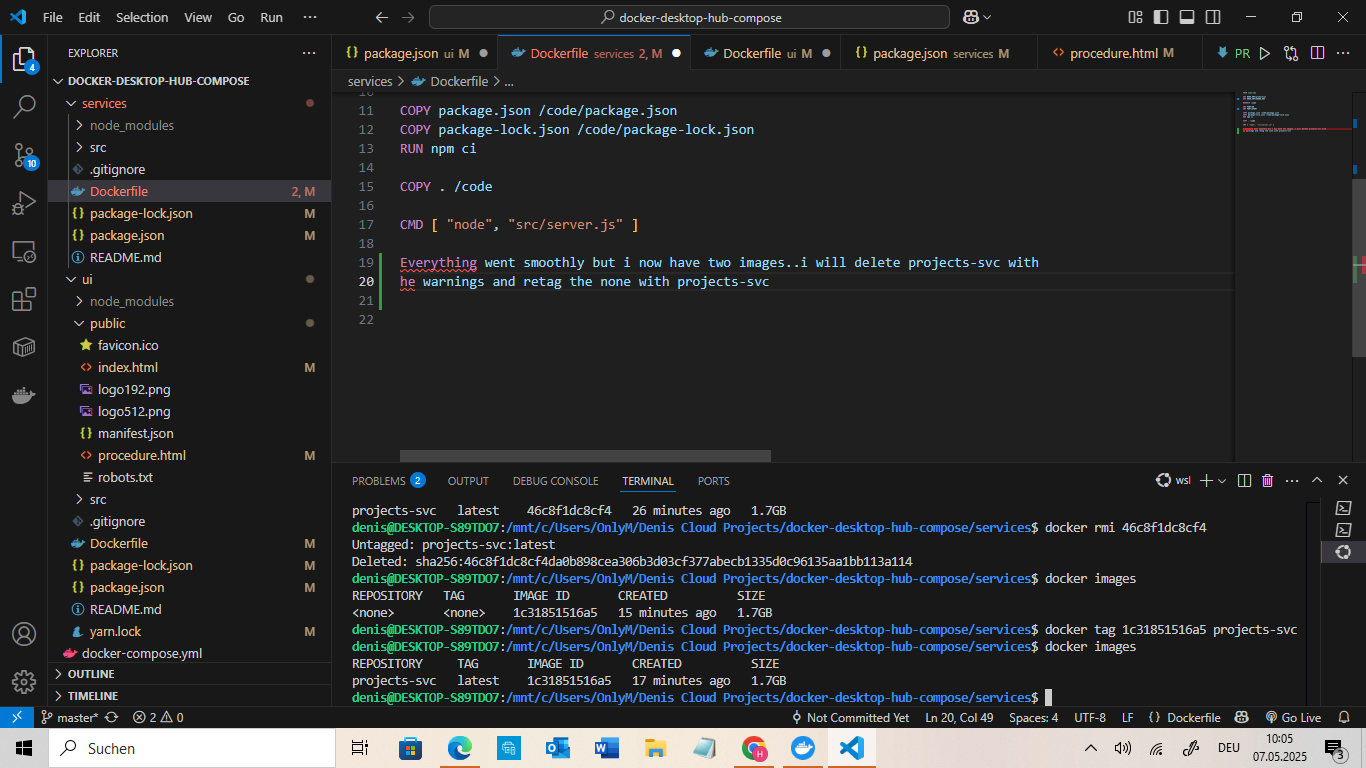 File Edit Selection View Go Run ···
docker-desktop-hub-compose
EXPLORER
DOCKER-DESKTOP-HUB-COMPOSE
services
node_modules
src
.gitignore
Dockerfile 2, M
package-lock.json M
package.json M
README.md
ui
node_modules
public
favicon.ico
index.html M
logo192.png
logo512.png
manifest.json
procedure.html M
robots.txt
src
.gitignore
Dockerfile M
package-lock.json M
package.json M
README.md
yarn.lock M
docker-compose.yml
OUTLINE
TIMELINE
4
10
package.json ui M
Dockerfile services 2, M
Dockerfile ui M
package.json services M
procedure.html M
PR
services > Dockerfile > ...
10
11 COPY package.json /code/package.json
12 COPY package-lock.json /code/package-lock.json
13 RUN npm ci
14
15 COPY . /code
16
17 CMD [ "node", "src/server.js" ]
18
19 Everything went smoothly but i now have two images..i will delete projects-svc with
20 he warnings and retag the none with projects-svc
21
22
PROBLEMS 2 OUTPUT DEBUG CONSOLE TERMINAL PORTS
wsl
projects-svc latest 46c8f1dc8cf4 26 minutes ago 1.7GB
denis@DESKTOP-S89TDO7:/mnt/c/Users/OnlyM/Denis Cloud Projects/docker-desktop-hub-compose/services$ docker rmi 46c8f1dc8cf4
Untagged: projects-svc:latest
Deleted: sha256:46c8f1dc8cf4da0b898cea306b3d03cf377abecb1335d0c96135aa1bb113a114
denis@DESKTOP-S89TDO7:/mnt/c/Users/OnlyM/Denis Cloud Projects/docker-desktop-hub-compose/services$ docker images
REPOSITORY TAG IMAGE ID CREATED SIZE
<none> <none> 1c31851516a5 15 minutes ago 1.7GB
denis@DESKTOP-S89TDO7:/mnt/c/Users/OnlyM/Denis Cloud Projects/docker-desktop-hub-compose/services$ docker tag 1c31851516a5 projects-svc
denis@DESKTOP-S89TDO7:/mnt/c/Users/OnlyM/Denis Cloud Projects/docker-desktop-hub-compose/services$ docker images
REPOSITORY TAG IMAGE ID CREATED SIZE
projects-svc latest 1c31851516a5 17 minutes ago 1.7GB
denis@DESKTOP-S89TDO7:/mnt/c/Users/OnlyM/Denis Cloud Projects/docker-desktop-hub-compose/services$
master* 2 0
Not Committed Yet Ln 20, Col 49 Spaces: 4 UTF-8 LF Dockerfile Go Live
Suchen
DEU
10:05
07.05.2025
3